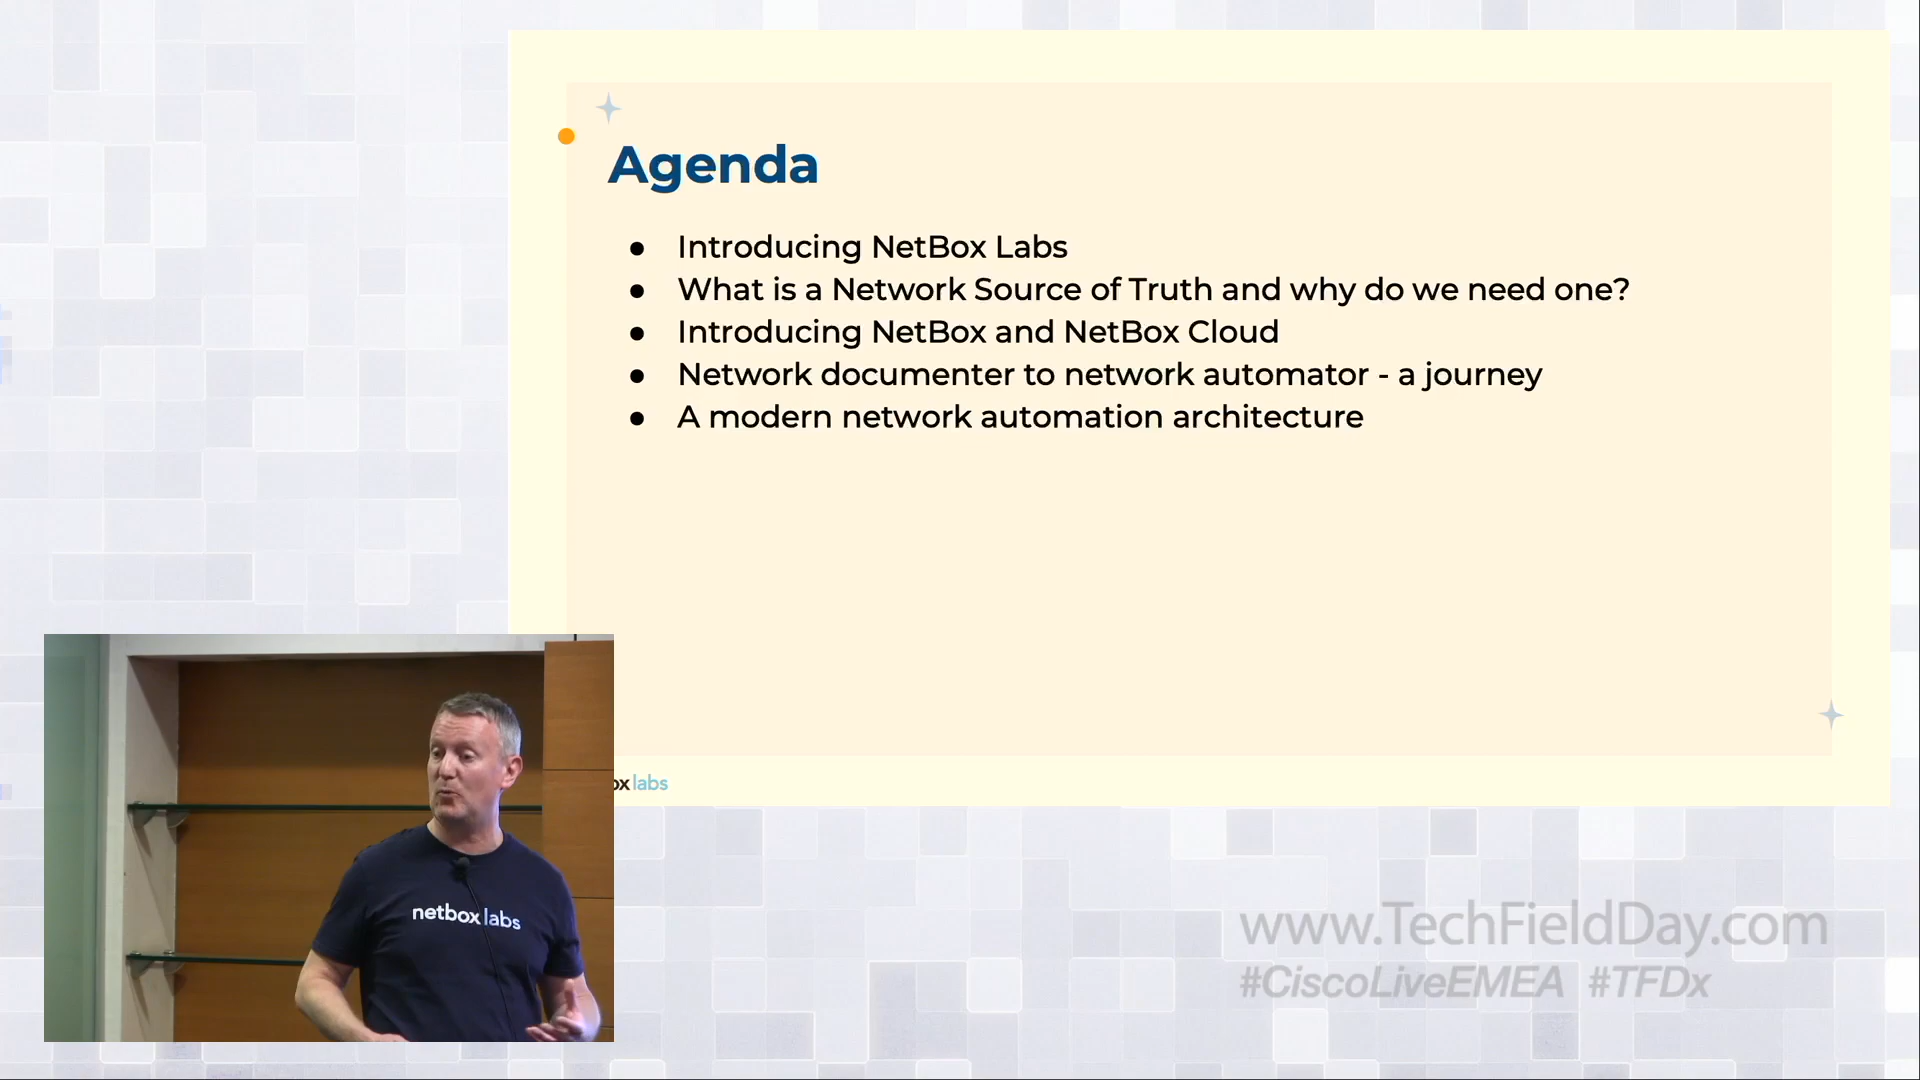 Agenda
● Introducing NetBox Labs
● What is a Network Source of Truth and why do we need one?
● Introducing NetBox and NetBox Cloud
● Network documenter to network automator - a journey
● A modern network automation architecture
ox labs
netbox labs
www.TechFieldDay.com
#CiscoLiveEMEA #TFDx